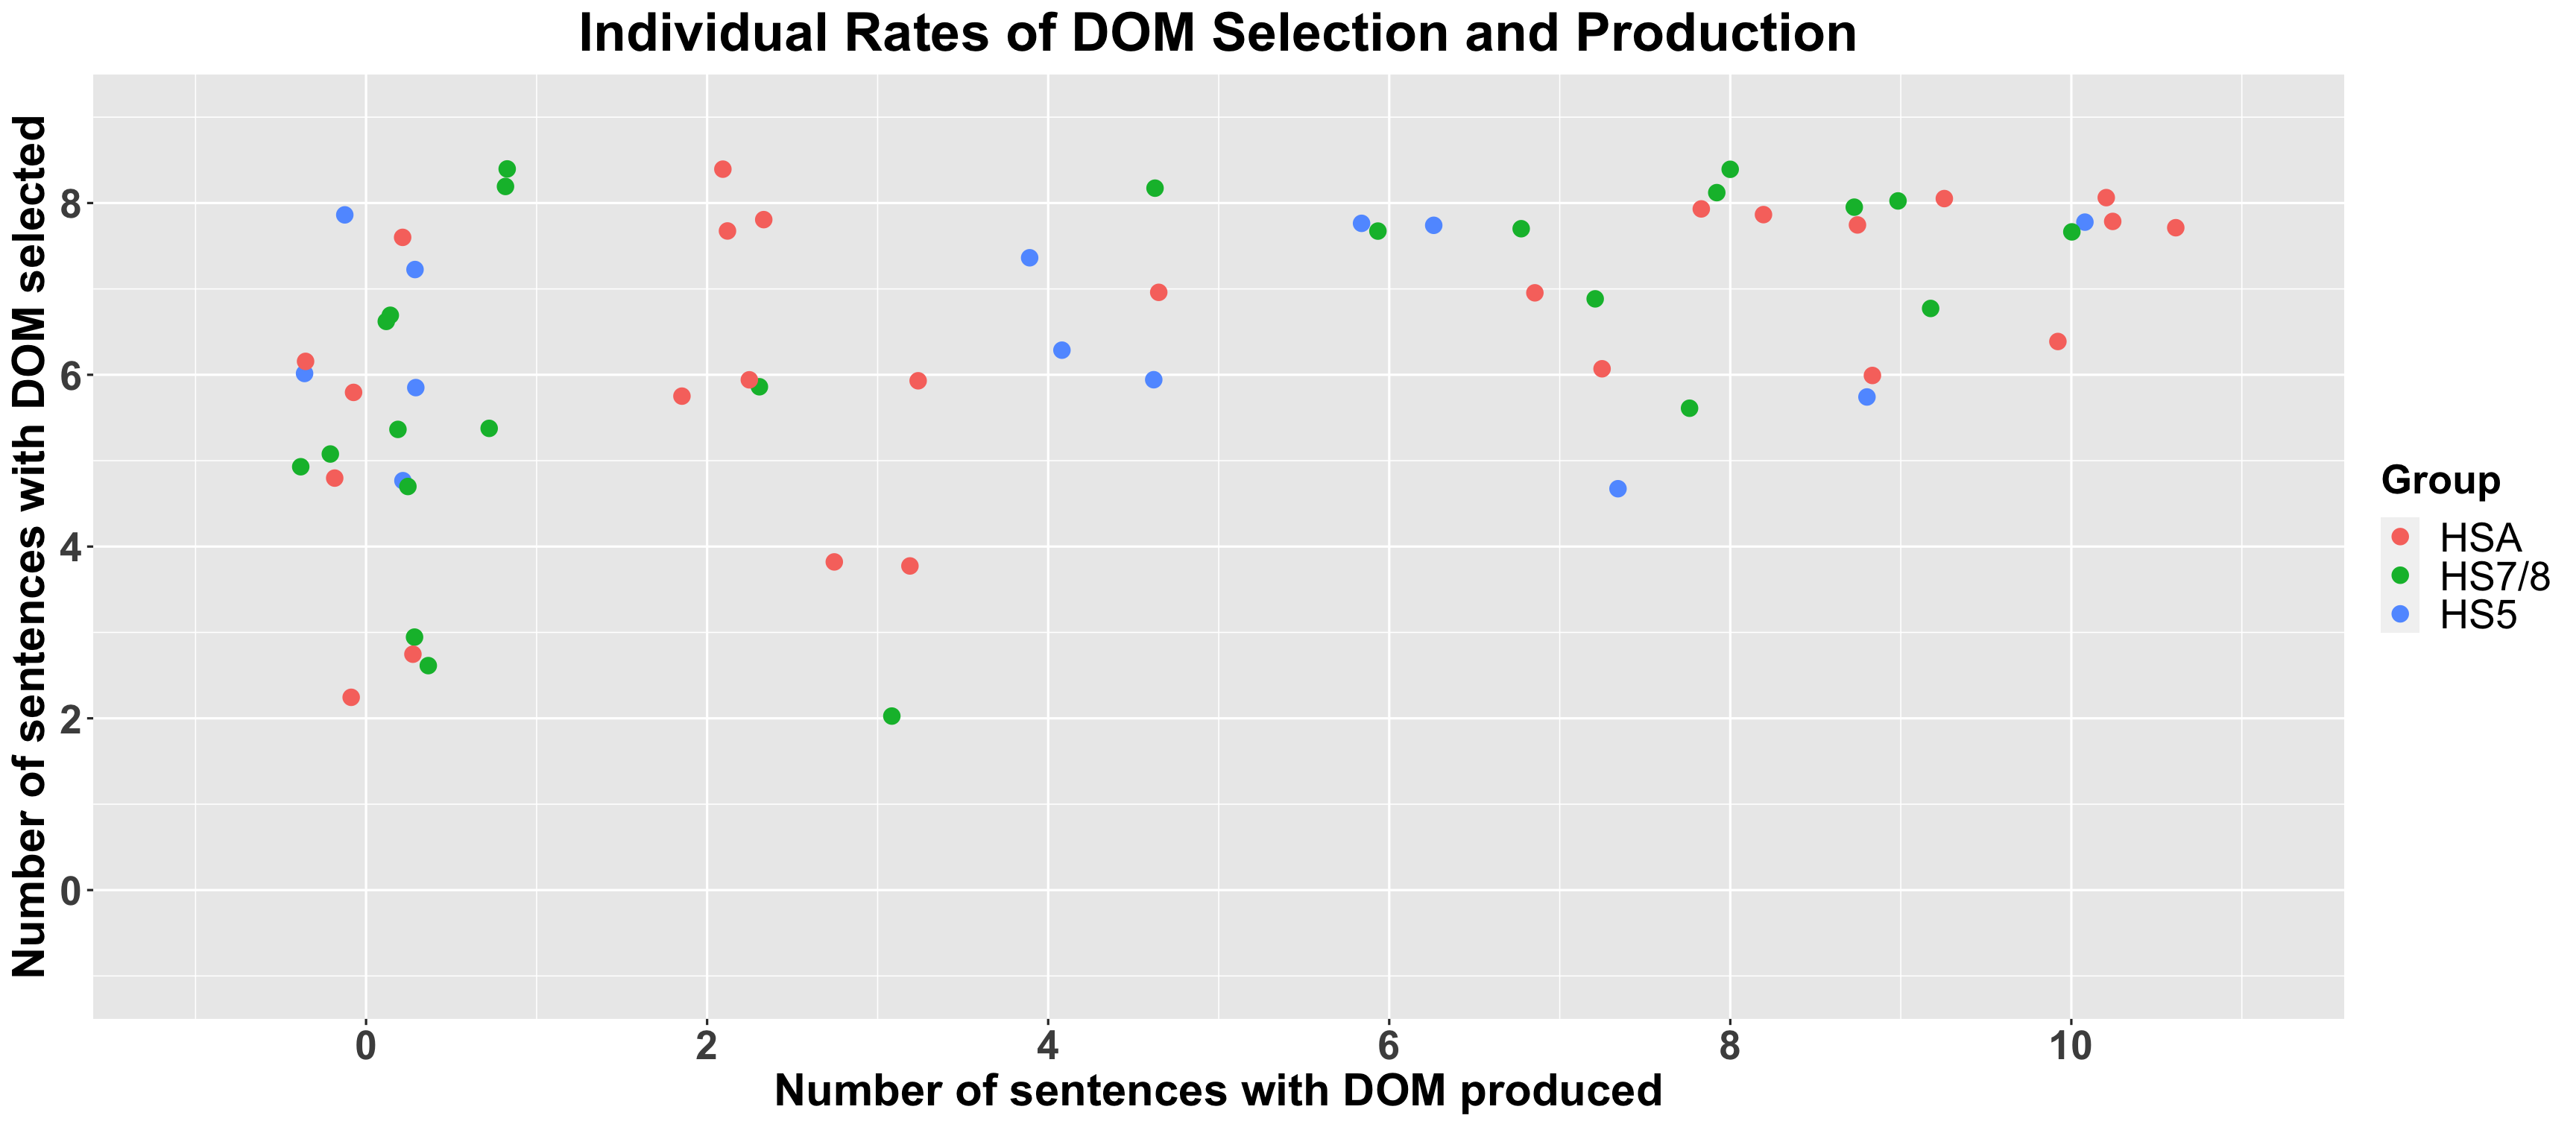 Individual Rates of DOM Selection and Production
Number of sentences with DOM selected
8
6
4
2
0
0 2 4 6 8 10
Number of sentences with DOM produced
Group
HSA
HS7/8
HS5